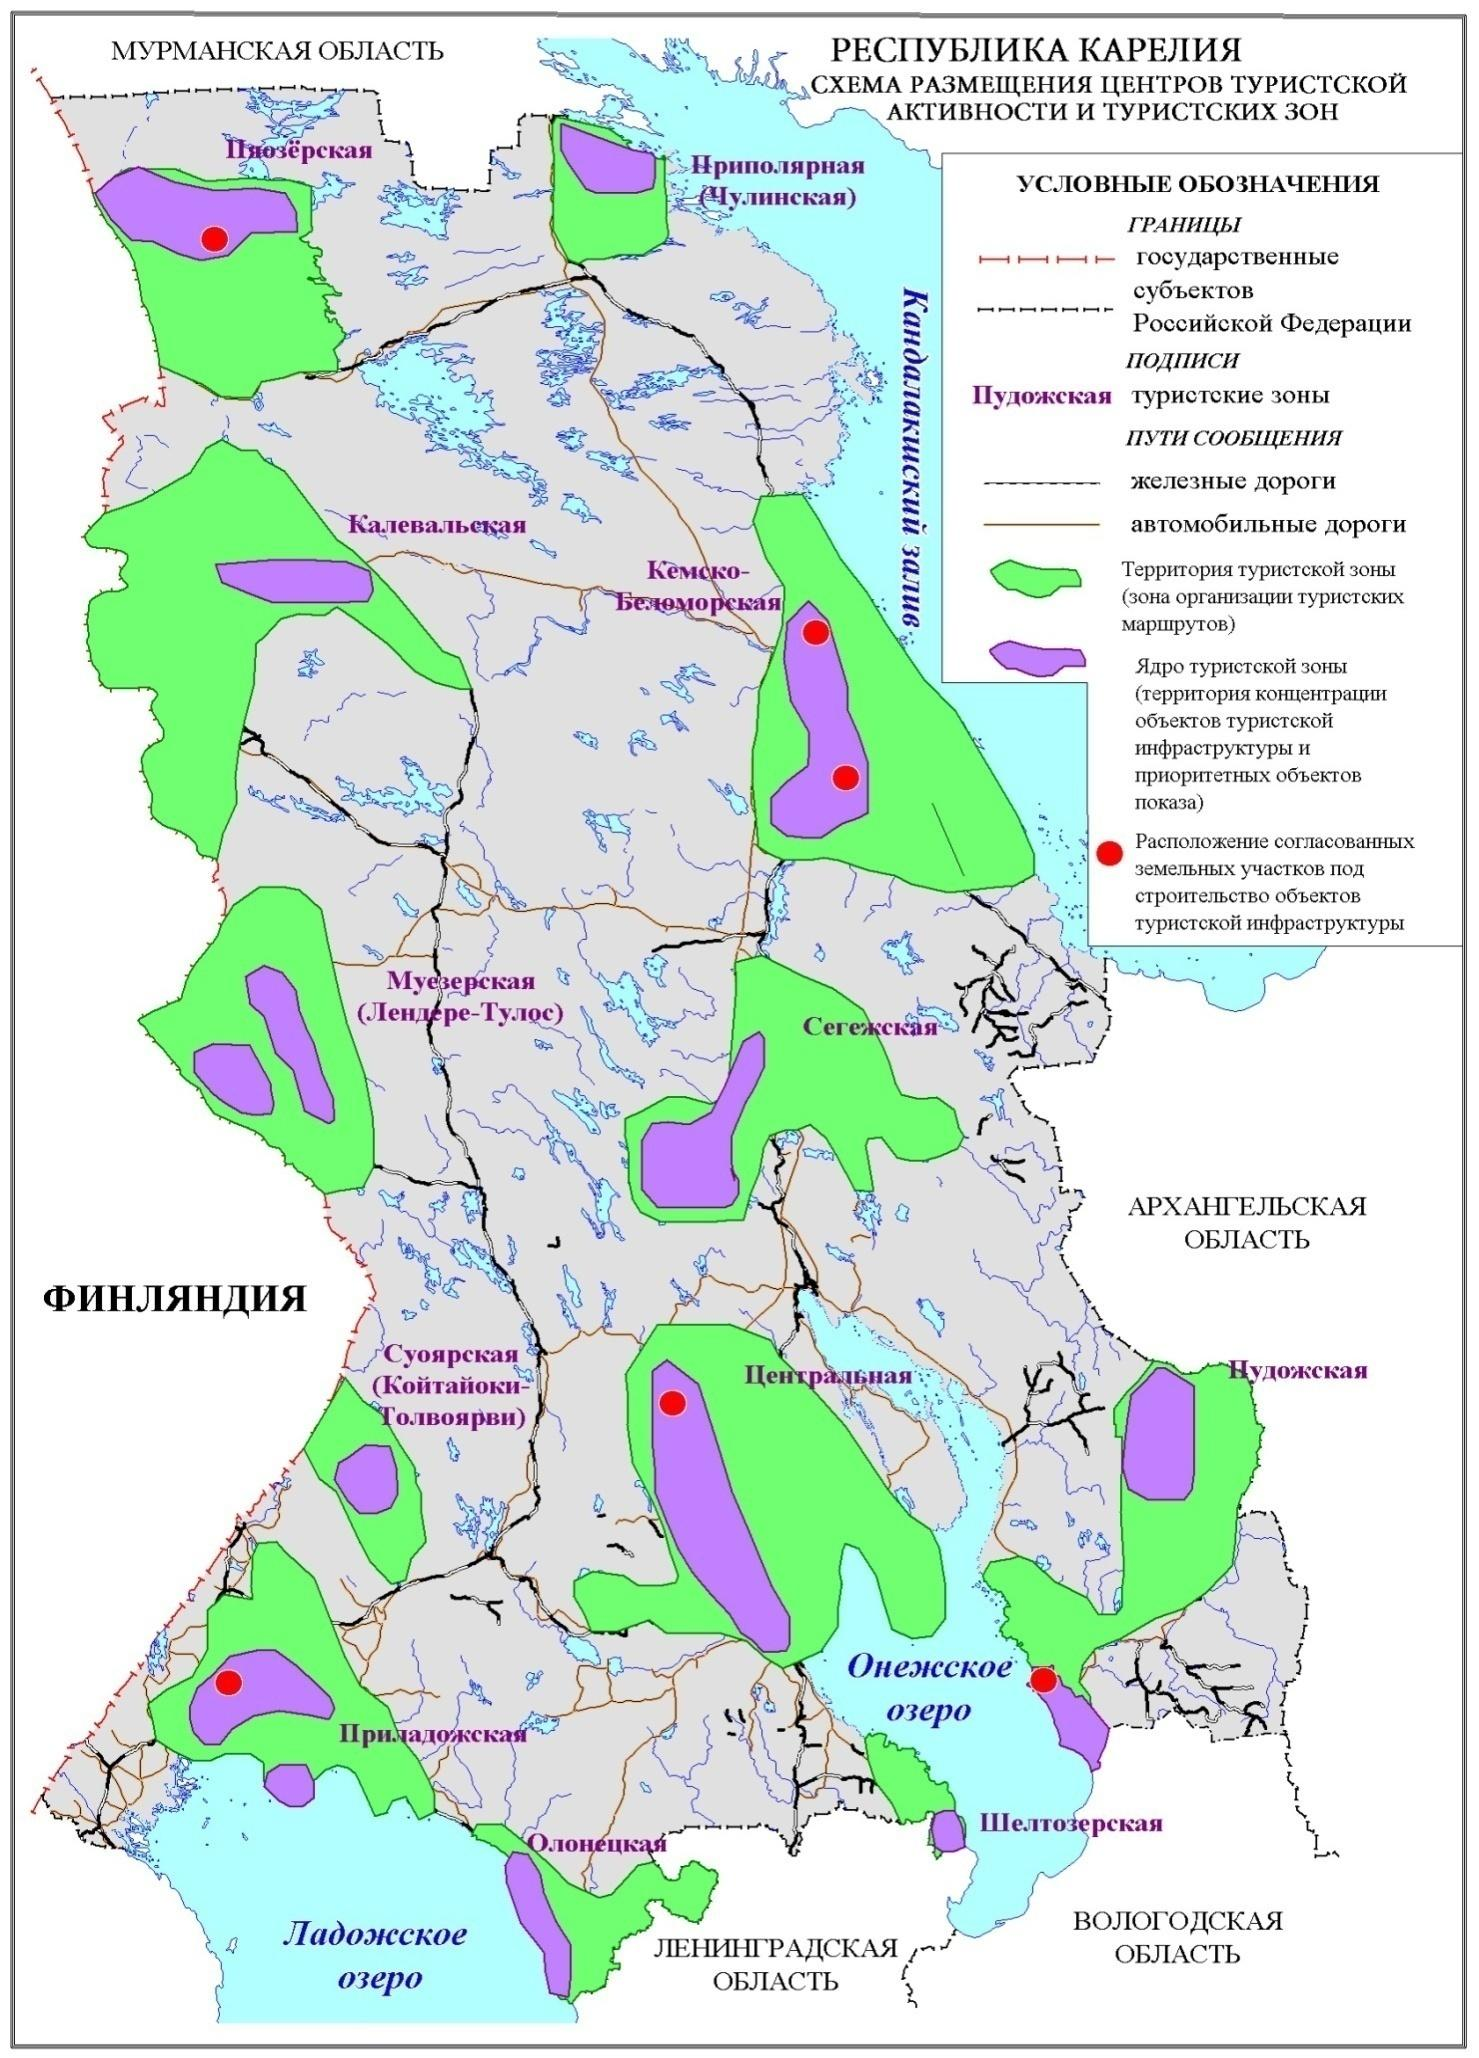 МУРМАНСКАЯ ОБЛАСТЬ
РЕСПУБЛИКА КАРЕЛИЯ
СХЕМА РАЗМЕЩЕНИЯ ЦЕНТРОВ ТУРИСТСКОЙ
АКТИВНОСТИ И ТУРИСТСКИХ ЗОН
УСЛОВНЫЕ ОБОЗНАЧЕНИЯ
ГРАНИЦЫ
государственные
субъектов
Российской Федерации
ПОДПИСИ
Пудожская туристские зоны
ПУТИ СООБЩЕНИЯ
железные дороги
автомобильные дороги
Территория туристской зоны
(зона организации туристских
маршрутов)
Ядро туристской зоны
(территория концентрации
объектов туристской
инфраструктуры и
приоритетных объектов
показа)
Расположение согласованных
земельных участков под
строительство объектов
туристской инфраструктуры
Пяозёрская
Приполярная
(Чупинская)
Кандалакшский залив
Калевальская
Кемско-
Беломорская
Муезерская
(Лендере-Тулос)
Сегежская
АРХАНГЕЛЬСКАЯ
ОБЛАСТЬ
ФИНЛЯНДИЯ
Суоярская
(Койтайоки-
Толвоярви)
Центральная
Пудожская
Онежское
озеро
Приладожская
Шелтозерская
Олонецкая
Ладожское
озеро
ЛЕНИНГРАДСКАЯ
ОБЛАСТЬ
ВОЛОГОДСКАЯ
ОБЛАСТЬ